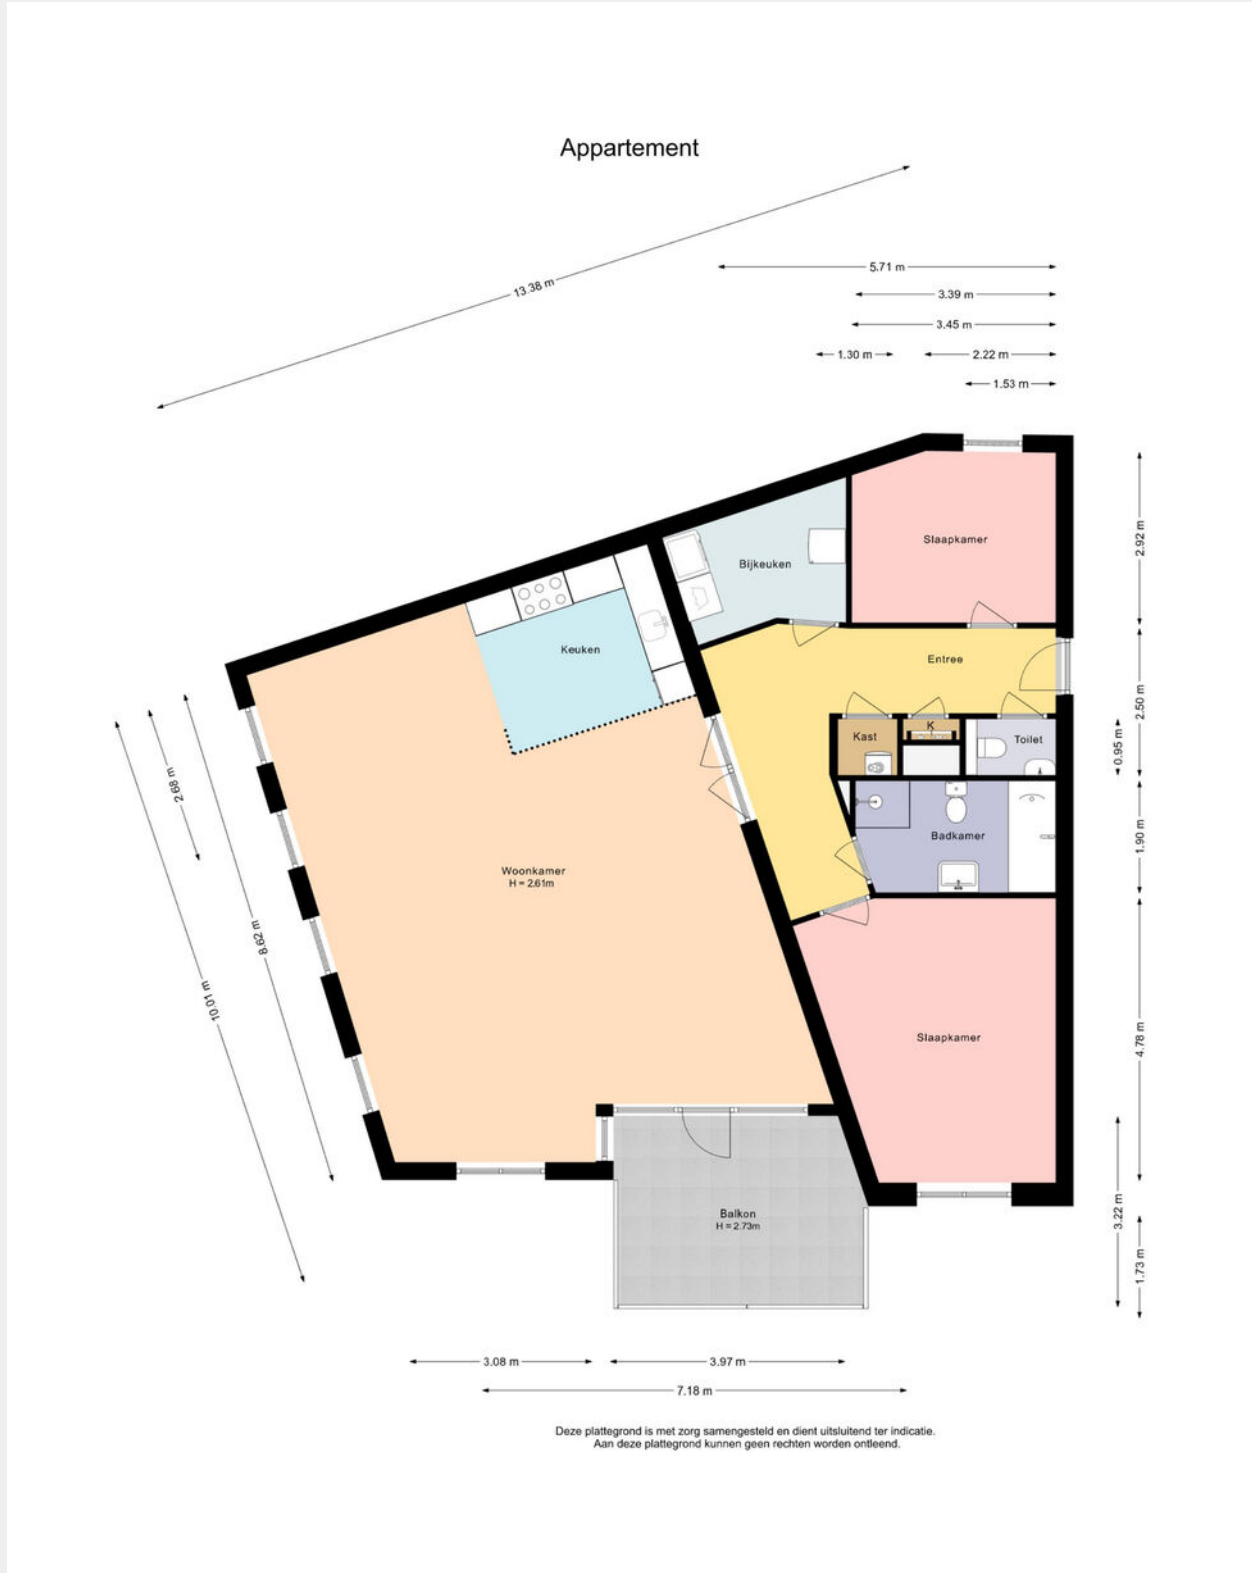 Appartement
13.38 m
5.71 m
3.39 m
3.45 m
1.30 m
2.22 m
1.53 m
Slaapkamer
2.92 m
Bijkeuken
Keuken
Entree
2.50 m
K
Kast
Toilet
0.95 m
2.68 m
Badkamer
1.90 m
Woonkamer
H = 2.61m
8.62 m
10.01 m
Slaapkamer
4.78 m
Balkon
H = 2.73m
3.22 m
1.73 m
3.08 m
3.97 m
7.18 m
Deze plattegrond is met zorg samengesteld en dient uitsluitend ter indicatie.
Aan deze plattegrond kunnen geen rechten worden ontleend.